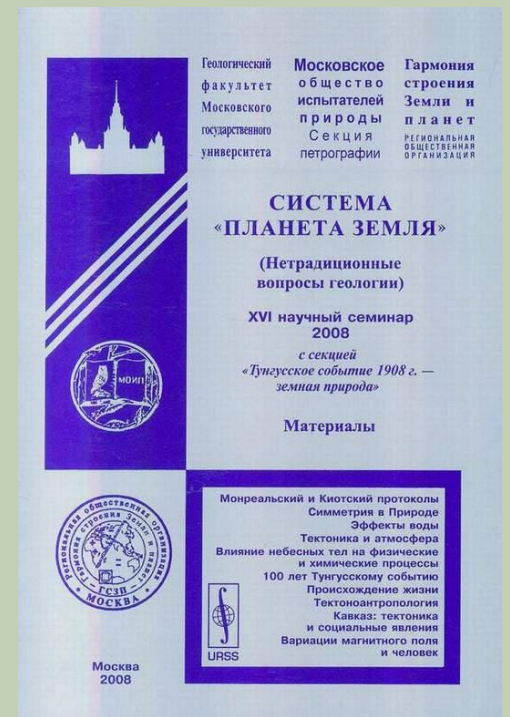 Геологический
факультет
Московского
государственного
университета
Московское
общество
испытателей
природы
Секция
петрографии
Гармония
строения
Земли и
планет
РЕГИОНАЛЬНАЯ
ОБЩЕСТВЕННАЯ
ОРГАНИЗАЦИЯ
СИСТЕМА
«ПЛАНЕТА ЗЕМЛЯ»
(Нетрадиционные
вопросы геологии)
XVI научный семинар
2008
с секцией
«Тунгусское событие 1908 г. —
земная природа»
Материалы
МОИП
Региональная общественная организация
«Гармония строения Земли и планет»
ГСЗП
МОСКВА
Монреальский и Киотский протоколы
Симметрия в Природе
Эффекты воды
Тектоника и атмосфера
Влияние небесных тел на физические
и химические процессы
100 лет Тунгусскому событию
Происхождение жизни
Тектоноантропология
Кавказ: тектоника
и социальные явления
Вариации магнитного поля
и человек
URSS
Москва
2008